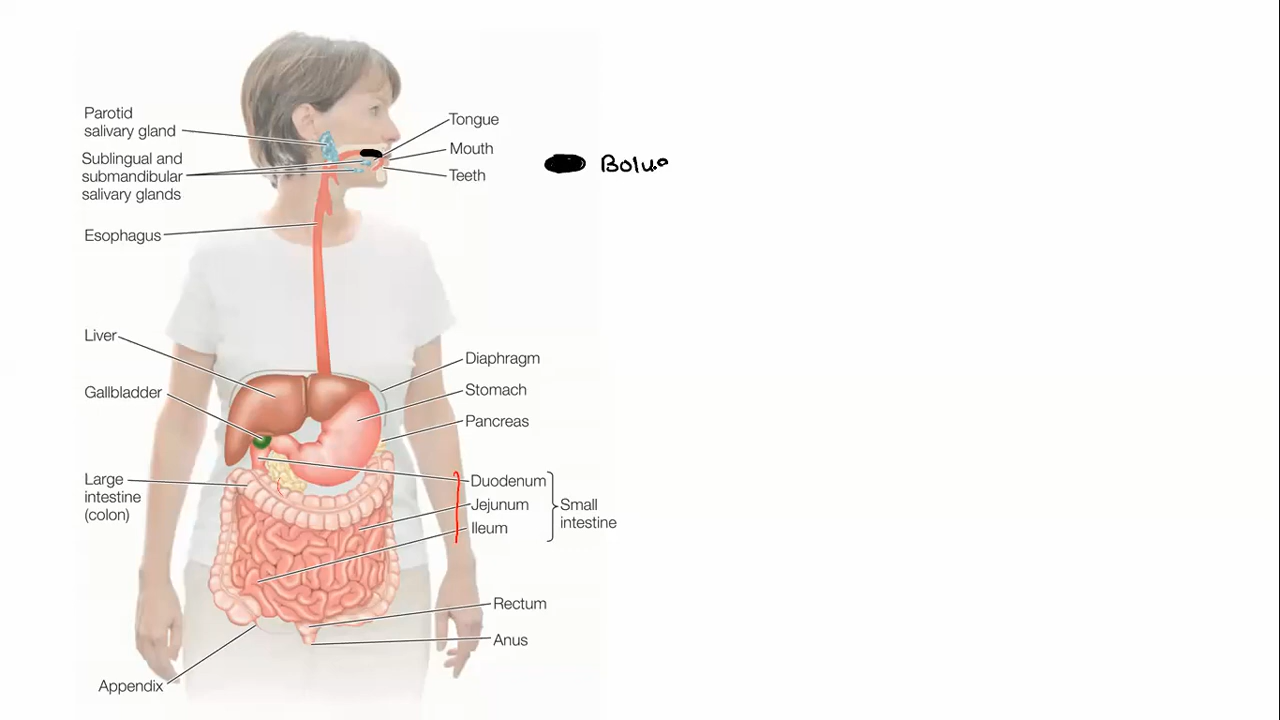 Parotid
salivary gland
Sublingual and
submandibular
salivary glands
Esophagus
Liver
Gallbladder
Large
intestine
(colon)
Appendix
Tongue
Mouth
Teeth
Diaphragm
Stomach
Pancreas
Duodenum
Jejunum
Ileum
Small
intestine
Rectum
Anus
Bolus